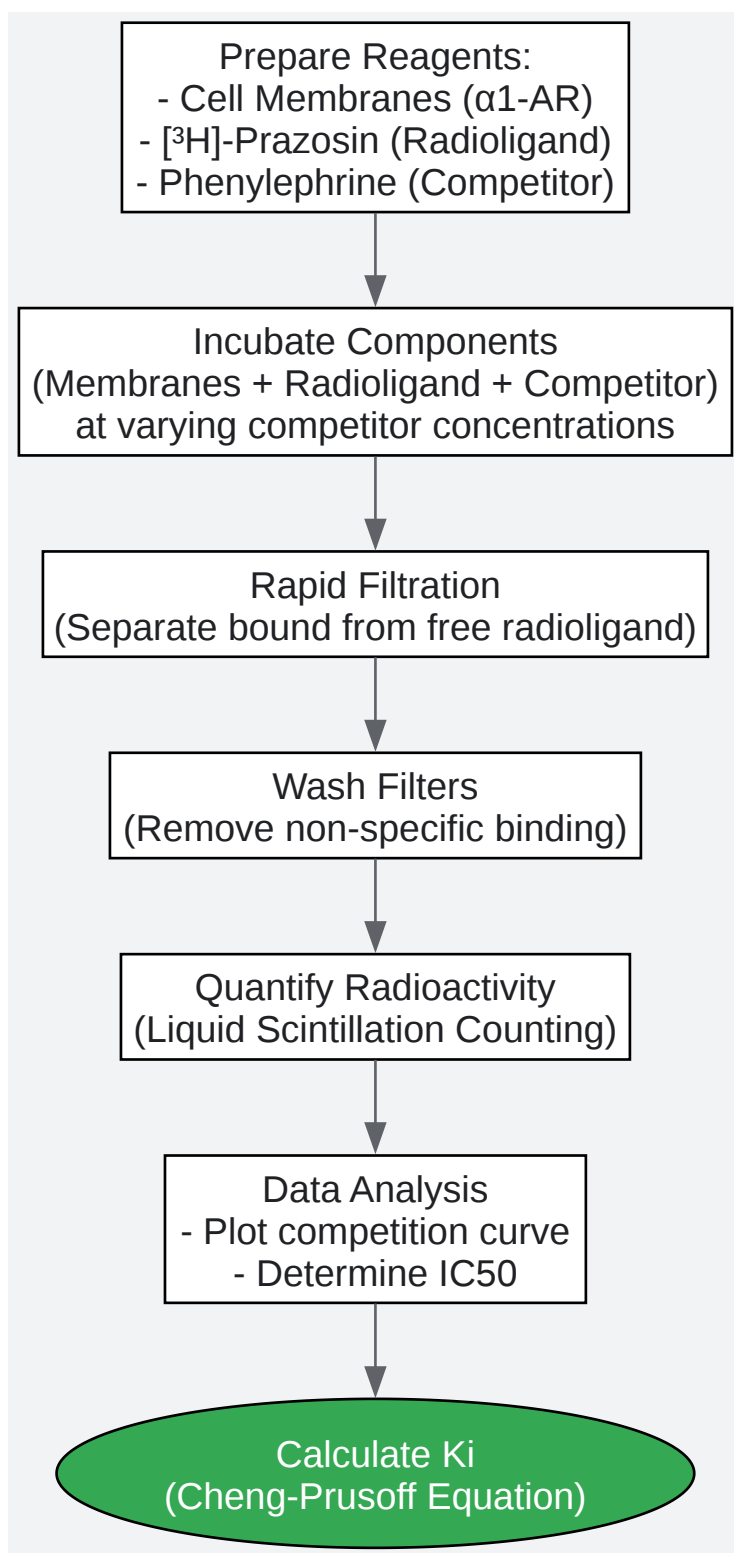 Prepare Reagents:
- Cell Membranes (α1-AR)
- [³H]-Prazosin (Radioligand)
- Phenylephrine (Competitor)
Incubate Components
(Membranes + Radioligand + Competitor)
at varying competitor concentrations
Rapid Filtration
(Separate bound from free radioligand)
Wash Filters
(Remove non-specific binding)
Quantify Radioactivity
(Liquid Scintillation Counting)
Data Analysis
- Plot competition curve
- Determine IC50
Calculate Ki
(Cheng-Prusoff Equation)